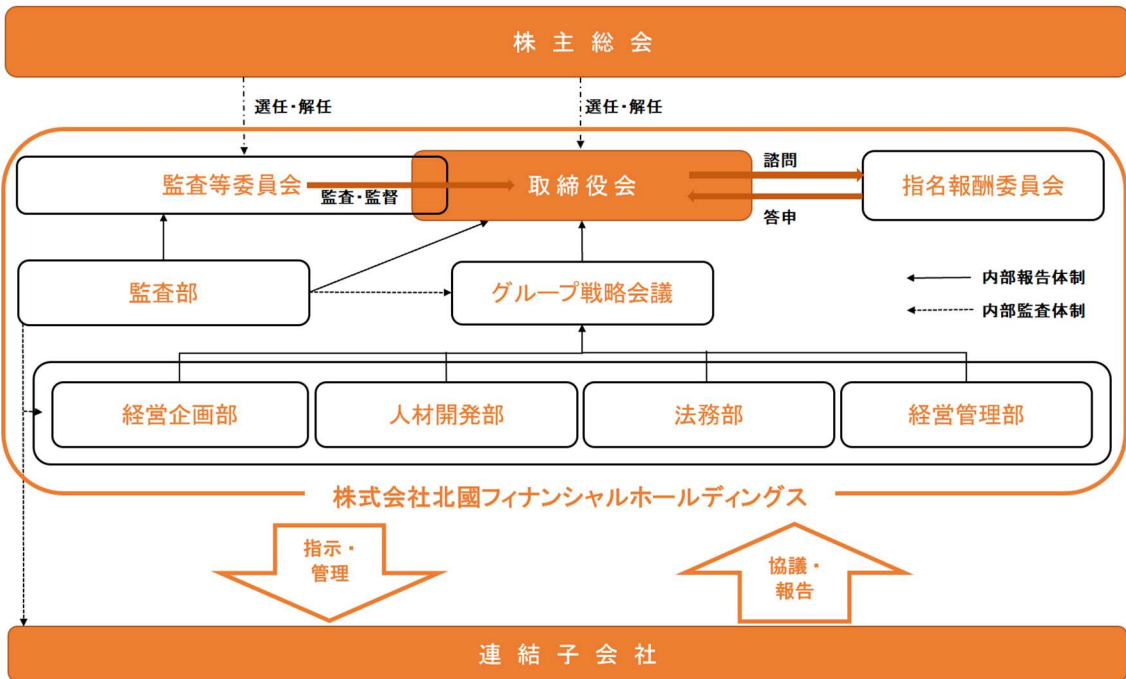 株主総会
選任・解任
選任・解任
監査等委員会
監査・監督
取締役会
諮問
答申
指名報酬委員会
監査部
グループ戦略会議
内部報告体制
内部監査体制
経営企画部
人材開発部
法務部
経営管理部
株式会社北國フィナンシャルホールディングス
指示・
管理
協議・
報告
連結子会社